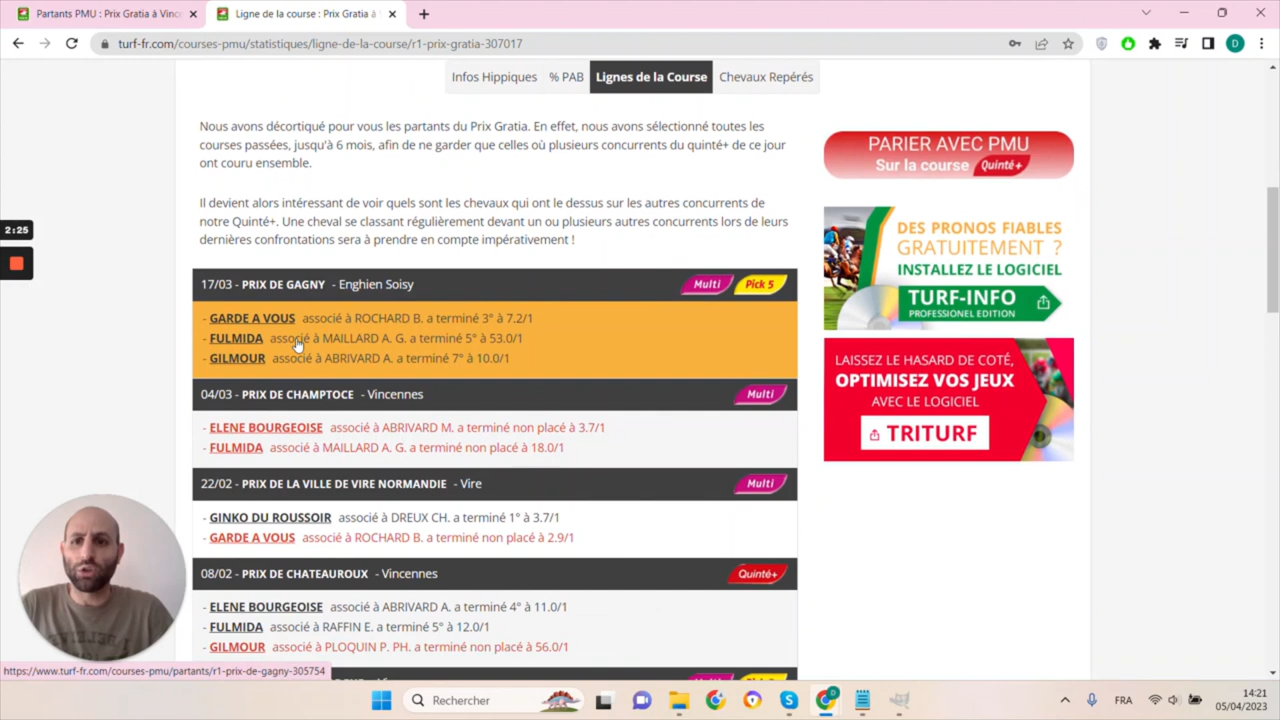 Partants PMU : Prix Gratia à Vince
Ligne de la course : Prix Gratia à V
turf-fr.com/courses-pmu/statistiques/ligne-de-la-course/r1-prix-gratia-307017
D
Infos Hippiques
% PAB
Lignes de la Course
Chevaux Repérés
Nous avons décortiqué pour vous les partants du Prix Gratia. En effet, nous avons sélectionné toutes les
courses passées, jusqu'à 6 mois, afin de ne garder que celles où plusieurs concurrents du quinté+ de ce jour
ont couru ensemble.
Il devient alors intéressant de voir quels sont les chevaux qui ont le dessus sur les autres concurrents de
notre Quinté+. Une cheval se classant régulièrement devant un ou plusieurs autres concurrents lors de leurs
dernières confrontations sera à prendre en compte impérativement !
2:25
17/03 - PRIX DE GAGNY - Enghien Soisy Multi Pick 5
- GARDE A VOUS associé à ROCHARD B. a terminé 3° à 7.2/1
- FULMIDA associé à MAILLARD A. G. a terminé 5° à 53.0/1
- GILMOUR associé à ABRIVARD A. a terminé 7° à 10.0/1
04/03 - PRIX DE CHAMPTOCE - Vincennes Multi
- ELENE BOURGEOISE associé à ABRIVARD M. a terminé non placé à 3.7/1
- FULMIDA associé à MAILLARD A. G. a terminé non placé à 18.0/1
22/02 - PRIX DE LA VILLE DE VIRE NORMANDIE - Vire Multi
- GINKO DU ROUSSOIR associé à DREUX CH. a terminé 1° à 3.7/1
- GARDE A VOUS associé à ROCHARD B. a terminé non placé à 2.9/1
08/02 - PRIX DE CHATEAUROUX - Vincennes Quinté+
- ELENE BOURGEOISE associé à ABRIVARD A. a terminé 4° à 11.0/1
- FULMIDA associé à RAFFIN E. a terminé 5° à 12.0/1
- GILMOUR associé à PLOQUIN P. PH. a terminé non placé à 56.0/1
PARIER AVEC PMU
Sur la course Quinté+
DES PRONOS FIABLES
GRATUITEMENT ?
INSTALLEZ LE LOGICIEL
TURF-INFO
PROFESIONNEL EDITION
LAISSEZ LE HASARD DE COTÉ,
OPTIMISEZ VOS JEUX
AVEC LE LOGICIEL
TRITURF
https://www.turf-fr.com/courses-pmu/partants/r1-prix-de-gagny-305754
Rechercher
FRA
14:21
05/04/2023